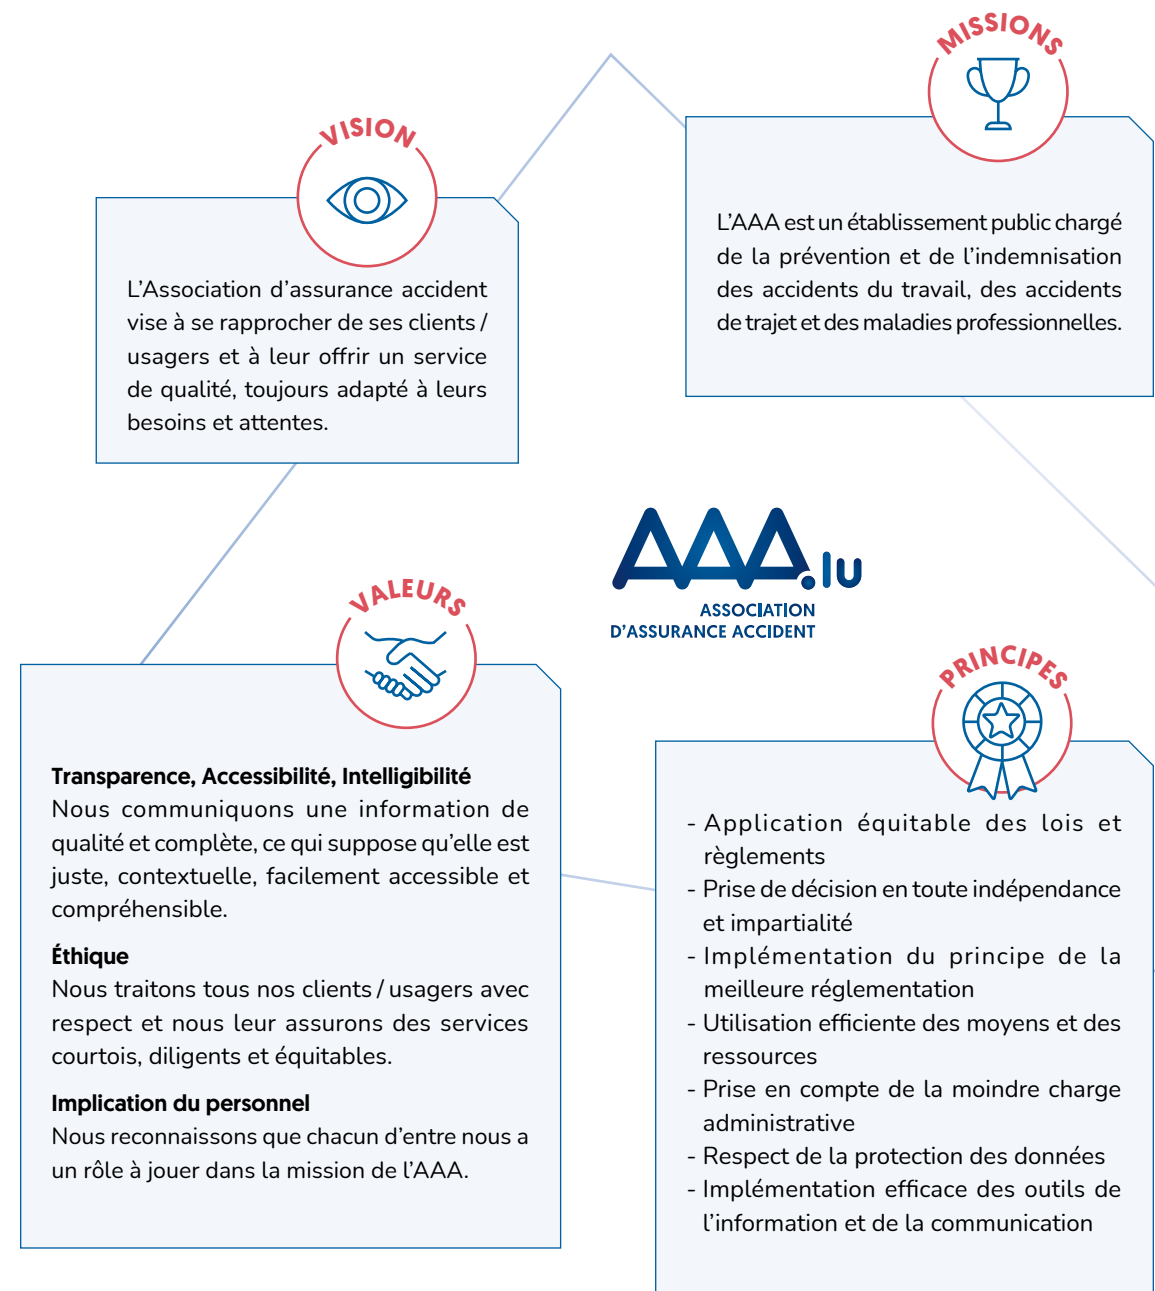 VISION
L’Association d’assurance accident
vise à se rapprocher de ses clients /
usagers et à leur offrir un service
de qualité, toujours adapté à leurs
besoins et attentes.
MISSIONS
L’AAA est un établissement public chargé
de la prévention et de l’indemnisation
des accidents du travail, des accidents
de trajet et des maladies professionnelles.
AAA.lu
ASSOCIATION
D’ASSURANCE ACCIDENT
VALEURS
Transparence, Accessibilité, Intelligibilité
Nous communiquons une information de
qualité et complète, ce qui suppose qu’elle est
juste, contextuelle, facilement accessible et
compréhensible.
Éthique
Nous traitons tous nos clients / usagers avec
respect et nous leur assurons des services
courtois, diligents et équitables.
Implication du personnel
Nous reconnaissons que chacun d’entre nous a
un rôle à jouer dans la mission de l’AAA.
PRINCIPES
- Application équitable des lois et
règlements
- Prise de décision en toute indépendance
et impartialité
- Implémentation du principe de la
meilleure réglementation
- Utilisation efficiente des moyens et des
ressources
- Prise en compte de la moindre charge
administrative
- Respect de la protection des données
- Implémentation efficace des outils de
l’information et de la communication